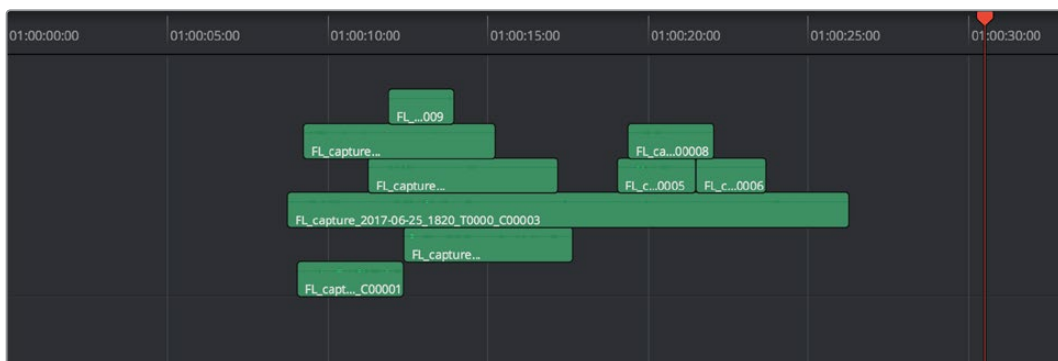 01:00:00:00 01:00:05:00 01:00:10:00 01:00:15:00 01:00:20:00 01:00:25:00 01:00:30:00
FL_...009
FL_capture... FL_ca...00008
FL_capture... FL_c...0005 FL_c...0006
FL_capture_2017-06-25_1820_T0000_C00003
FL_capture...
FL_capt..._C00001